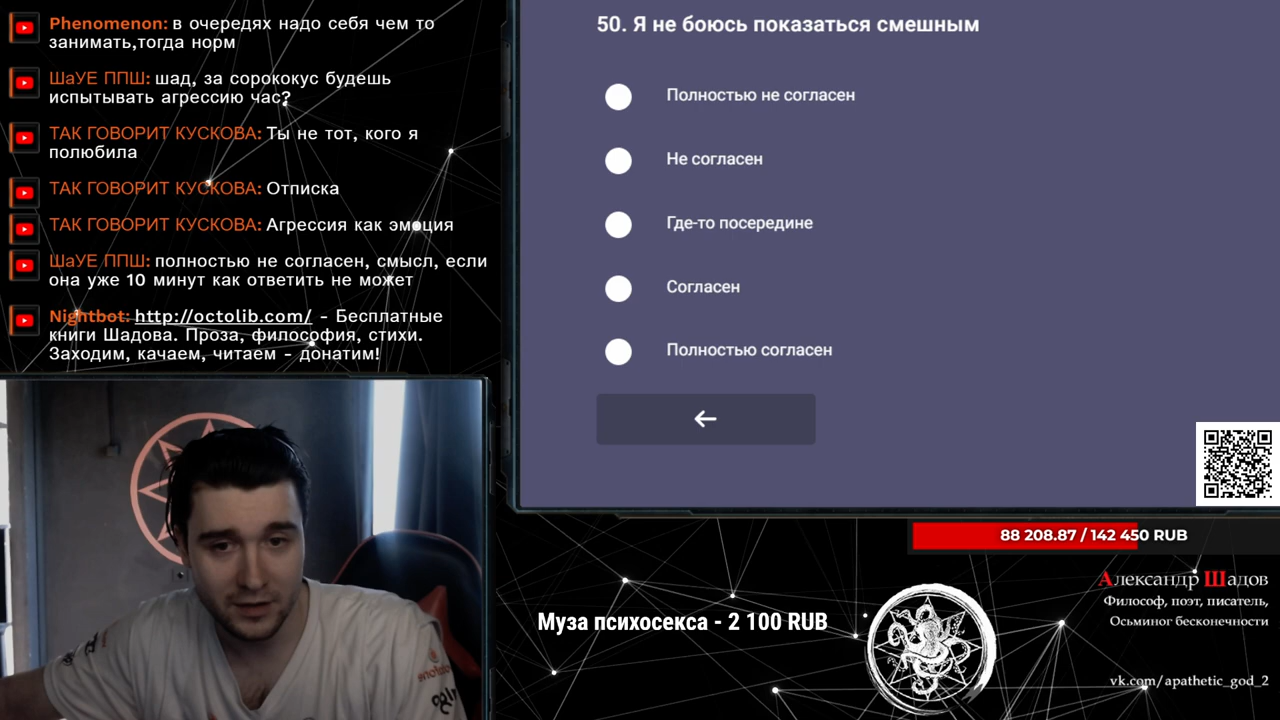 Phenomenon: в очередях надо себя чем то
занимать,тогда норм
ШаУЕ ППШ: шад, за сорококус будешь
испытывать агрессию час?
ТАК ГОВОРИТ КУСКОВА: Ты не тот, кого я
полюбила
ТАК ГОВОРИТ КУСКОВА: Отписка
ТАК ГОВОРИТ КУСКОВА: Агрессия как эмоция
ШаУЕ ППШ: полностью не согласен, смысл, если
она уже 10 минут как ответить не может
Nightbot: http://octolib.com/ - Бесплатные
книги Шадова. Проза, философия, стихи.
Заходим, качаем, читаем - донатим!
50. Я не боюсь показаться смешным
Полностью не согласен
Не согласен
Где-то посередине
Согласен
Полностью согласен
88 208.87 / 142 450 RUB
Муза психосекса - 2 100 RUB
Александр Шадов
Философ, поэт, писатель,
Осьминог бесконечности
vk.com/apathetic_god_2